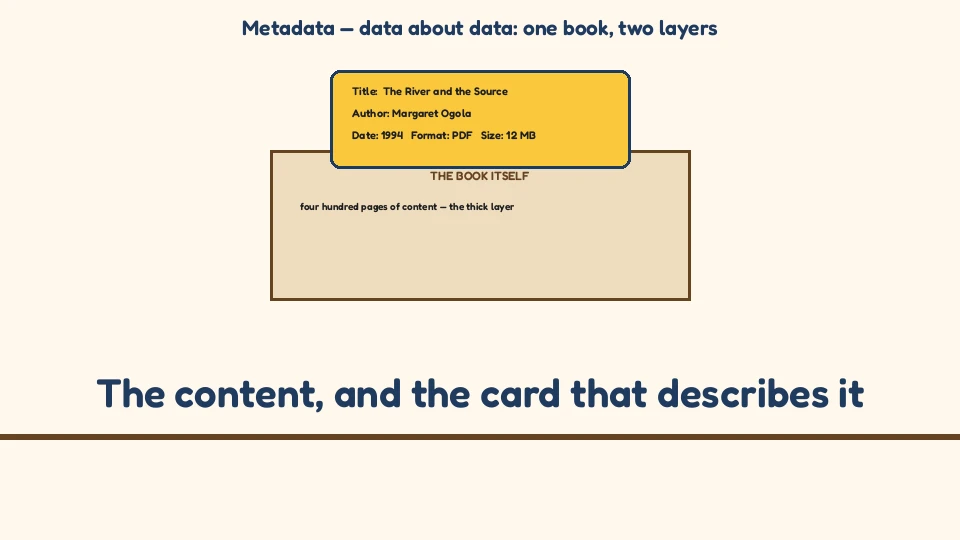 Metadata — data about data: one book, two layers
Title: The River and the Source
Author: Margaret Ogola
Date: 1994 Format: PDF Size: 12 MB
THE BOOK ITSELF
four hundred pages of content — the thick layer
The content, and the card that describes it